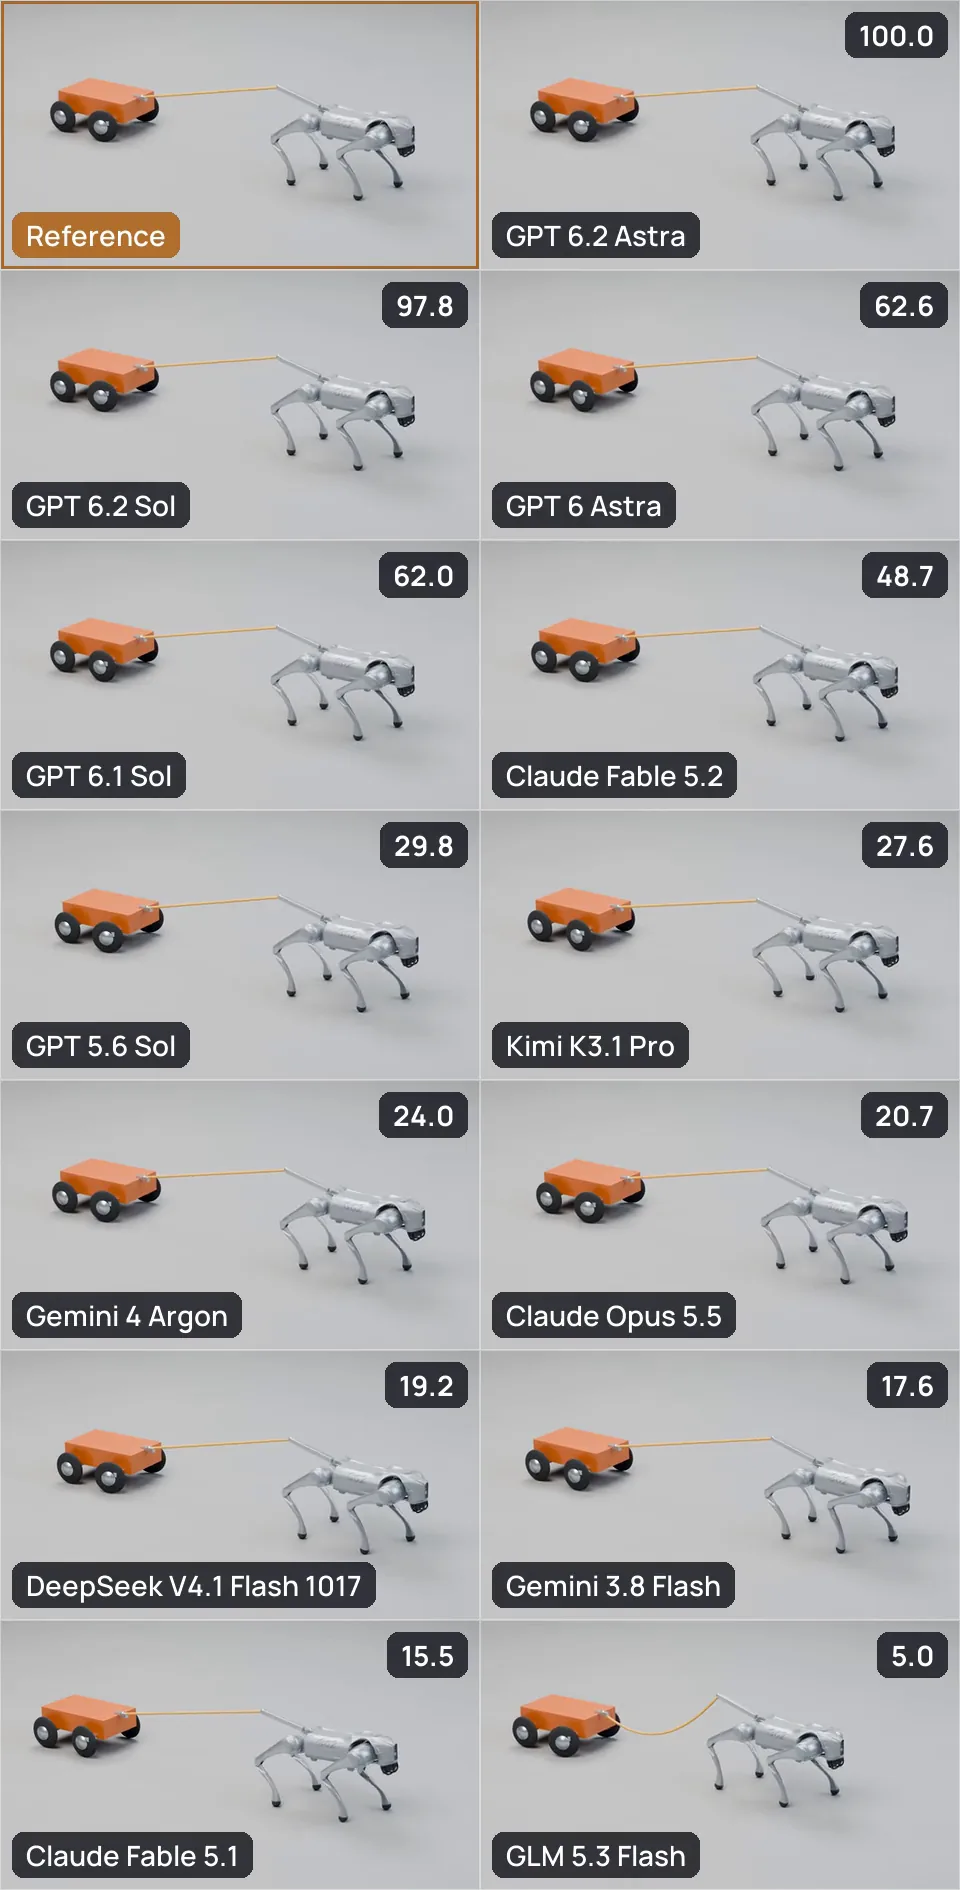 Reference
100.0
GPT 6.2 Astra
97.8
GPT 6.2 Sol
62.6
GPT 6 Astra
62.0
GPT 6.1 Sol
48.7
Claude Fable 5.2
29.8
GPT 5.6 Sol
27.6
Kimi K3.1 Pro
24.0
Gemini 4 Argon
20.7
Claude Opus 5.5
19.2
DeepSeek V4.1 Flash 1017
17.6
Gemini 3.8 Flash
15.5
Claude Fable 5.1
5.0
GLM 5.3 Flash